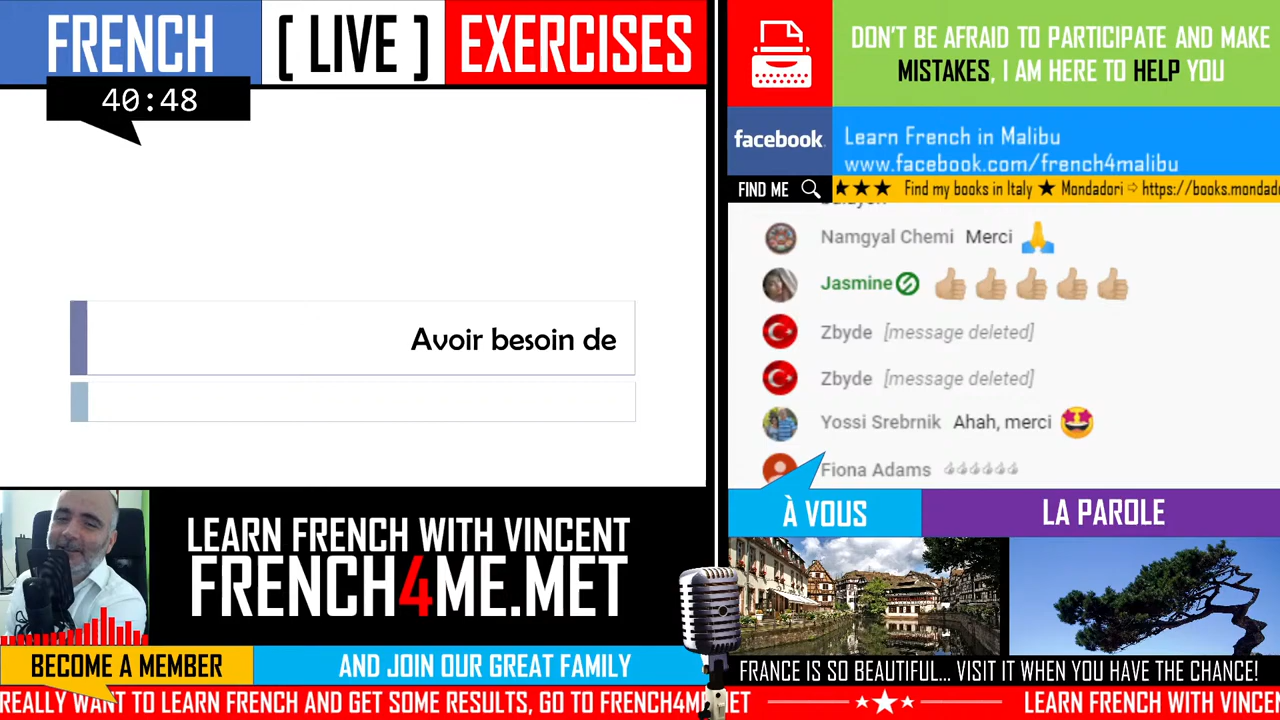 FRENCH [ LIVE ] EXERCISES
40:48
Avoir besoin de
LEARN FRENCH WITH VINCENT
FRENCH4ME.MET
BECOME A MEMBER
AND JOIN OUR GREAT FAMILY
DON'T BE AFRAID TO PARTICIPATE AND MAKE
MISTAKES, I AM HERE TO HELP YOU
facebook.
Learn French in Malibu
www.facebook.com/french4malibu
FIND ME
★★★ Find my books in Italy ★ Mondadori ⇨ https://books.mondado
Namgyal Chemi Merci 🙏
Jasmine 👍🏼👍🏼👍🏼👍🏼👍🏼
Zbyde [message deleted]
Zbyde [message deleted]
Yossi Srebrnik Ahah, merci 🤩
Fiona Adams 👍👍👍👍👍👍
À VOUS LA PAROLE
FRANCE IS SO BEAUTIFUL... VISIT IT WHEN YOU HAVE THE CHANCE!
REALLY WANT TO LEARN FRENCH AND GET SOME RESULTS, GO TO FRENCH4M NET ★ LEARN FRENCH WITH VINCEN